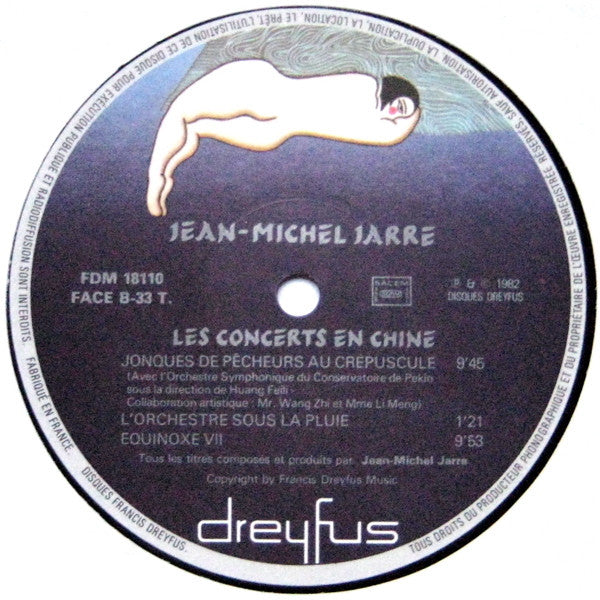 TOUS DROITS DU PRODUCTEUR PHONOGRAPHIQUE ET DU PROPRIÉTAIRE DE L'ŒUVRE ENREGISTRÉE RÉSERVÉS. SAUF AUTORISATION, LA DUPLICATION, LA LOCATION, LE PRÊT, L'UTILISATION DE CE DISQUE POUR EXÉCUTION PUBLIQUE ET RADIODIFFUSION SONT INTERDITS. FABRIQUÉ EN FRANCE.
JEAN-MICHEL JARRE
FDM 18110
FACE B-33 T.
SACEM
℗ & © 1982
DISQUES DREYFUS
LES CONCERTS EN CHINE
JONQUES DE PÊCHEURS AU CREPUSCULE 9'45
(Avec l'Orchestre Symphonique du Conservatoire de Pekin
sous la direction de Huang Feili -
Collaboration artistique : Mr. Wang Zhi et Mme Li Meng)
L'ORCHESTRE SOUS LA PLUIE 1'21
EQUINOXE VII 9'53
Tous les titres composés et produits par Jean-Michel Jarre
Copyright by Francis Dreyfus Music
dreyfus
DISQUES FRANCIS DREYFUS.